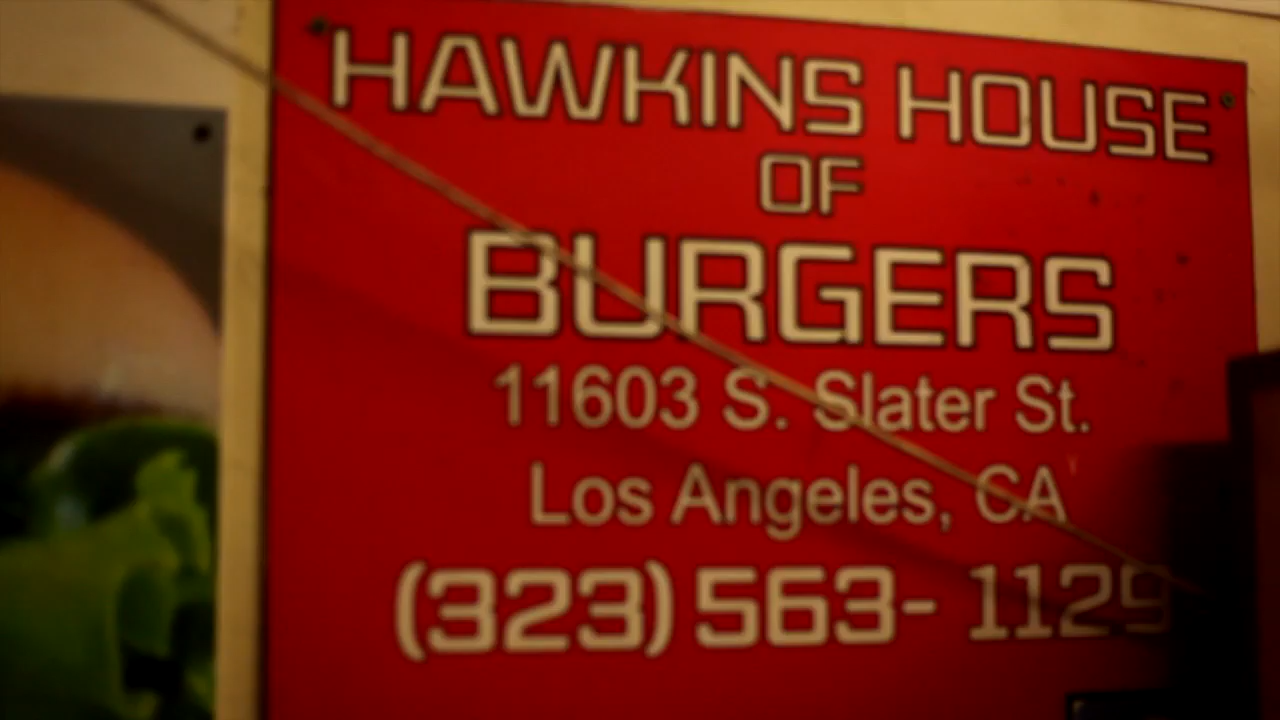 HAWKINS HOUSE
OF
BURGERS
11603 S. Slater St.
Los Angeles, CA
(323) 563- 1129